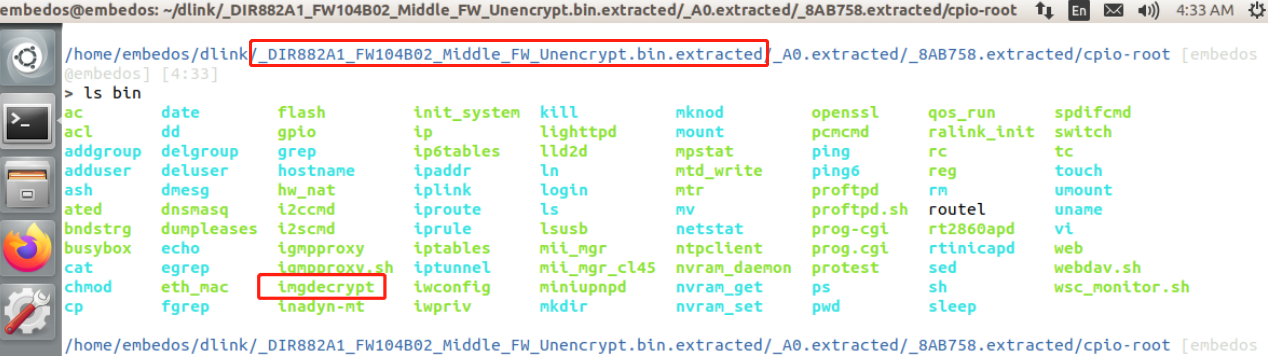 embedos@embedos: ~/dlink/_DIR882A1_FW104B02_Middle_FW_Unencrypt.bin.extracted/_A0.extracted/_8AB758.extracted/cpio-root En 4:33 AM
/home/embedos/dlink/_DIR882A1_FW104B02_Middle_FW_Unencrypt.bin.extracted/_A0.extracted/_8AB758.extracted/cpio-root [embedos
@embedos] [4:33]
> ls bin
ac date flash init_system kill mknod openssl qos_run spdifcmd
acl dd gpio ip lighttpd mount pcmcmd ralink_init switch
addgroup delgroup grep ip6tables lld2d mpstat ping rc tc
adduser deluser hostname ipaddr ln mtd_write ping6 reg touch
ash dmesg hw_nat iplink login mtr proftpd rm umount
ated dnsmasq i2ccmd iproute ls mv proftpd.sh routel uname
bndstrg dumpleases i2scmd iprule lsusb netstat prog-cgi rt2860apd vi
busybox echo igmpproxy iptables mii_mgr ntpclient prog.cgi rtinicapd web
cat egrep igmpproxy.sh iptunnel mii_mgr_cl45 nvram_daemon protest sed webdav.sh
chmod eth_mac imgdecrypt iwconfig miniupnpd nvram_get ps sh wsc_monitor.sh
cp fgrep inadyn-mt iwpriv mkdir nvram_set pwd sleep
/home/embedos/dlink/_DIR882A1_FW104B02_Middle_FW_Unencrypt.bin.extracted/_A0.extracted/_8AB758.extracted/cpio-root [embedos